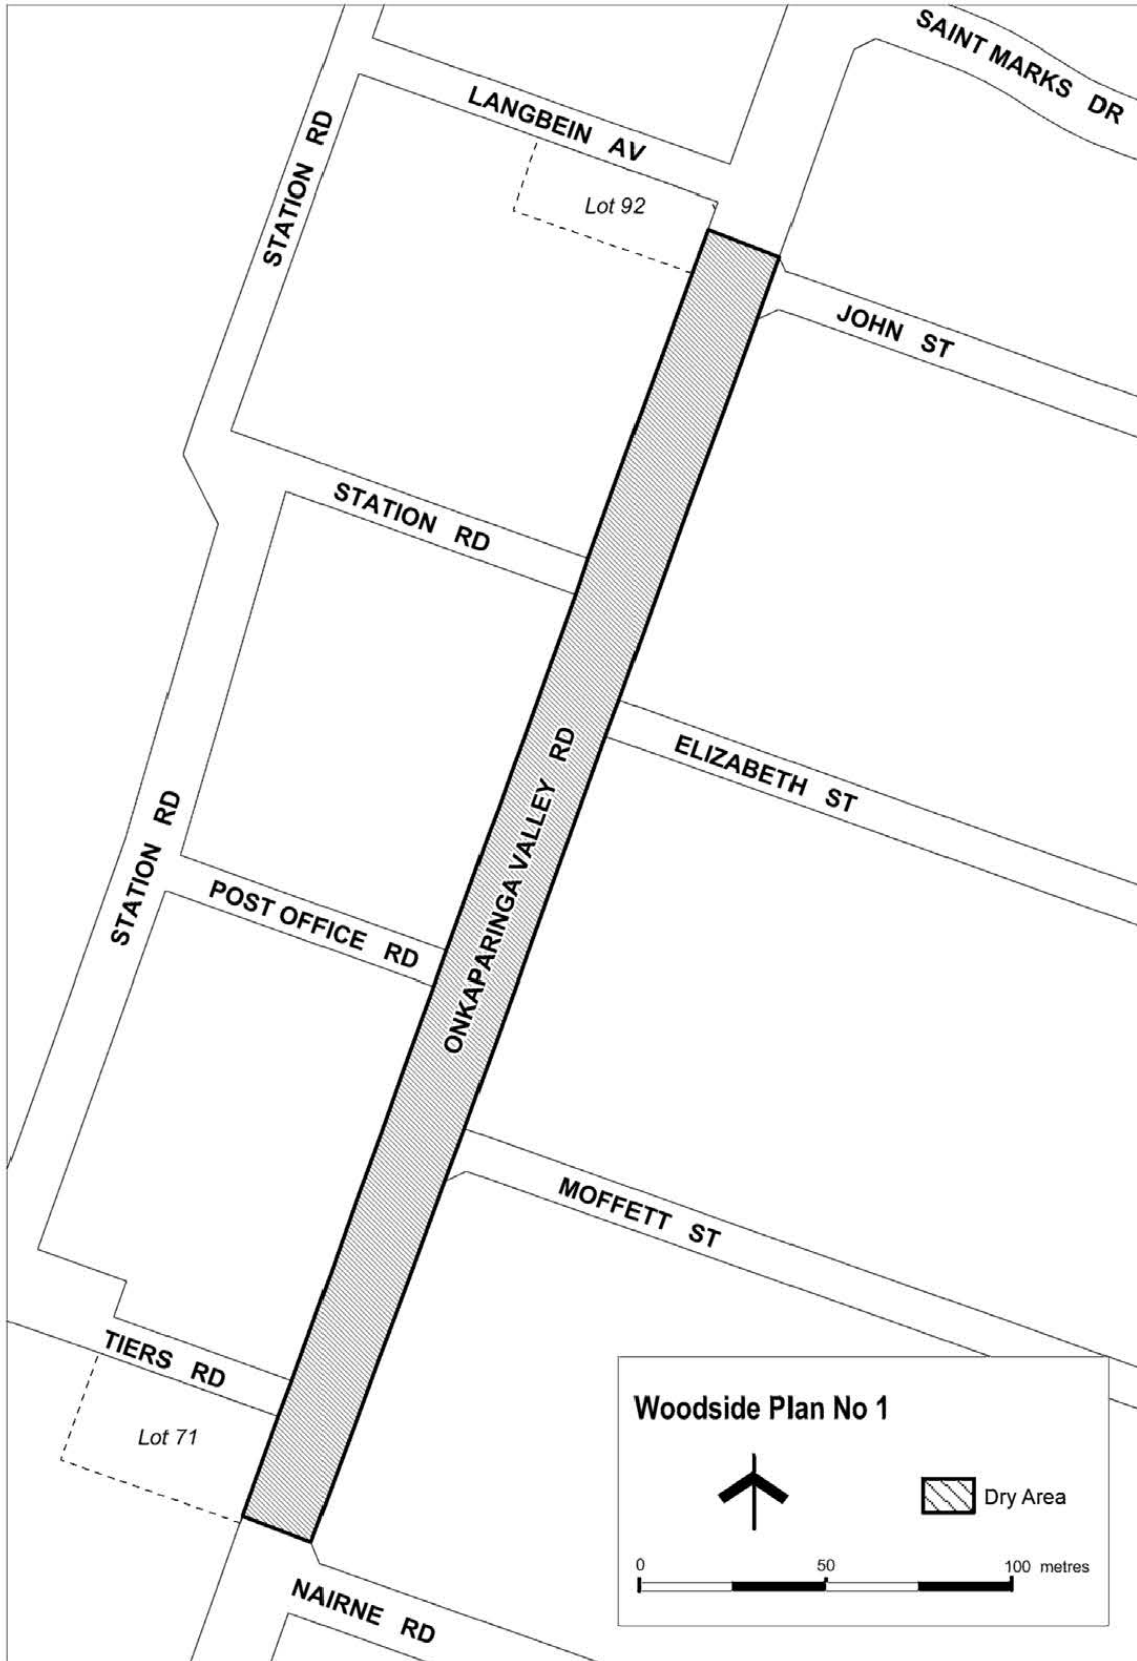 SAINT MARKS DR
LANGBEIN AV
STATION RD
Lot 92
JOHN ST
STATION RD
ONKAPARINGA VALLEY RD
ELIZABETH ST
STATION RD
POST OFFICE RD
MOFFETT ST
TIERS RD
Lot 71
NAIRNE RD
Woodside Plan No 1
Dry Area
0 50 100 metres